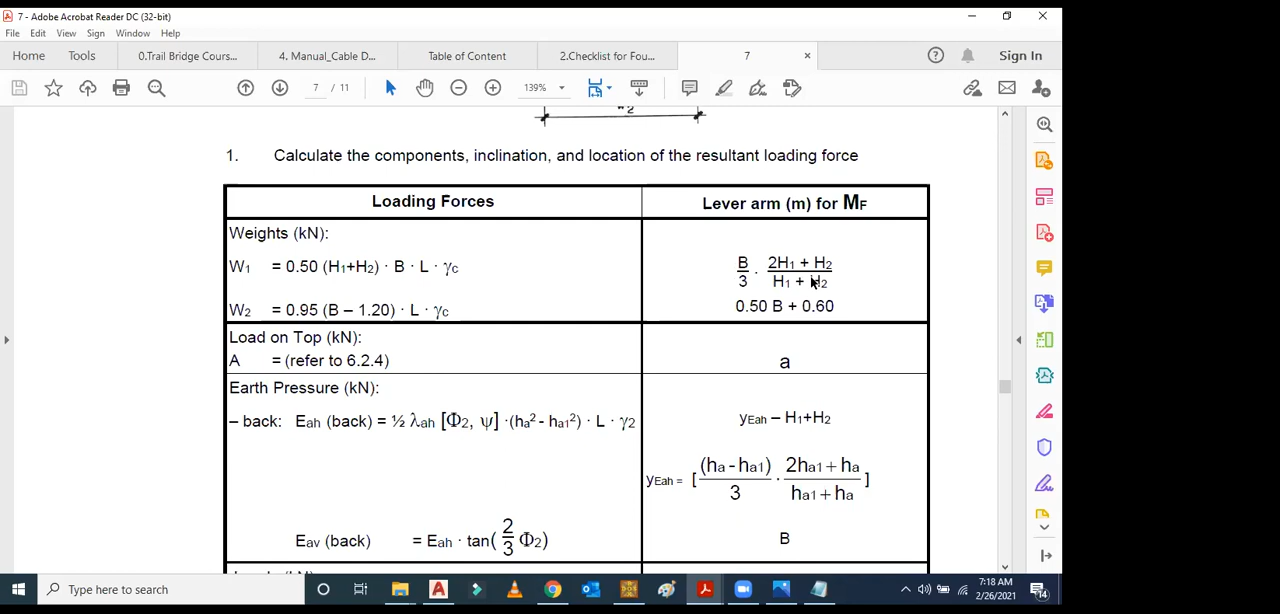 7 - Adobe Acrobat Reader DC (32-bit)
File Edit View Sign Window Help
Home Tools 0.Trail Bridge Cours... 4. Manual_Cable D... Table of Content 2.Checklist for Fou... 7 × Sign In
7 / 11 139%
1. Calculate the components, inclination, and location of the resultant loading force
Loading Forces Lever arm (m) for MF
Weights (kN):
W1 = 0.50 (H1+H2) · B · L · γc B/3 · (2H1 + H2)/(H1 + H2)
W2 = 0.95 (B – 1.20) · L · γc 0.50 B + 0.60
Load on Top (kN):
A = (refer to 6.2.4) a
Earth Pressure (kN):
– back: Eah (back) = ½ λah [Φ2, ψ] ·(ha² - ha1²) · L · γ2 yEah – H1+H2
yEah = [ (ha - ha1)/3 · (2ha1 + ha)/(ha1 + ha) ]
Eav (back) = Eah · tan( 2/3 Φ2) B
Type here to search
7:18 AM
2/26/2021
14